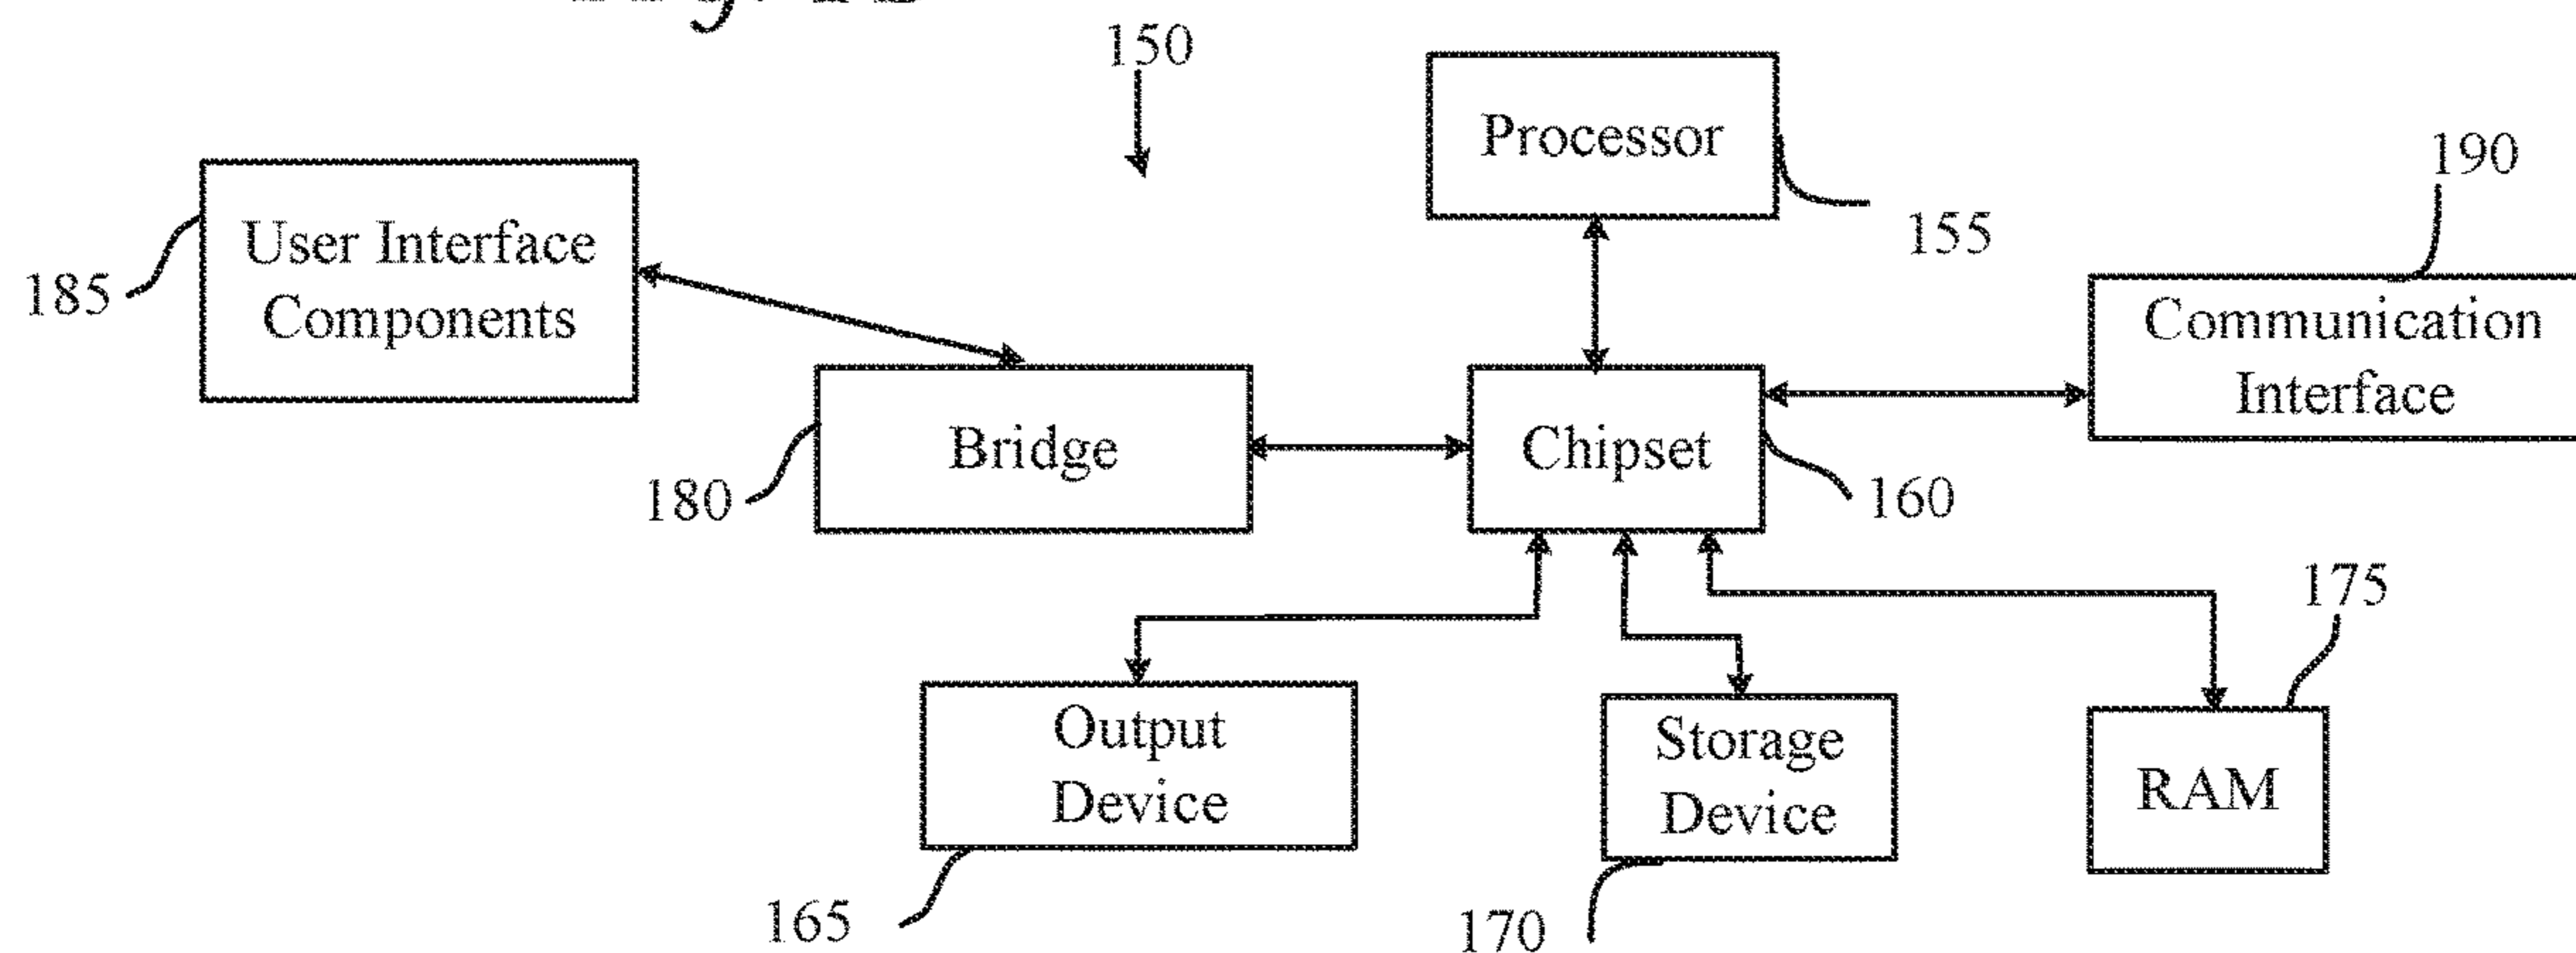 150
Processor
190
155
User Interface
Components
185
Communication
Interface
Bridge
Chipset
180
160
175
Output
Device
Storage
Device
RAM
165
170